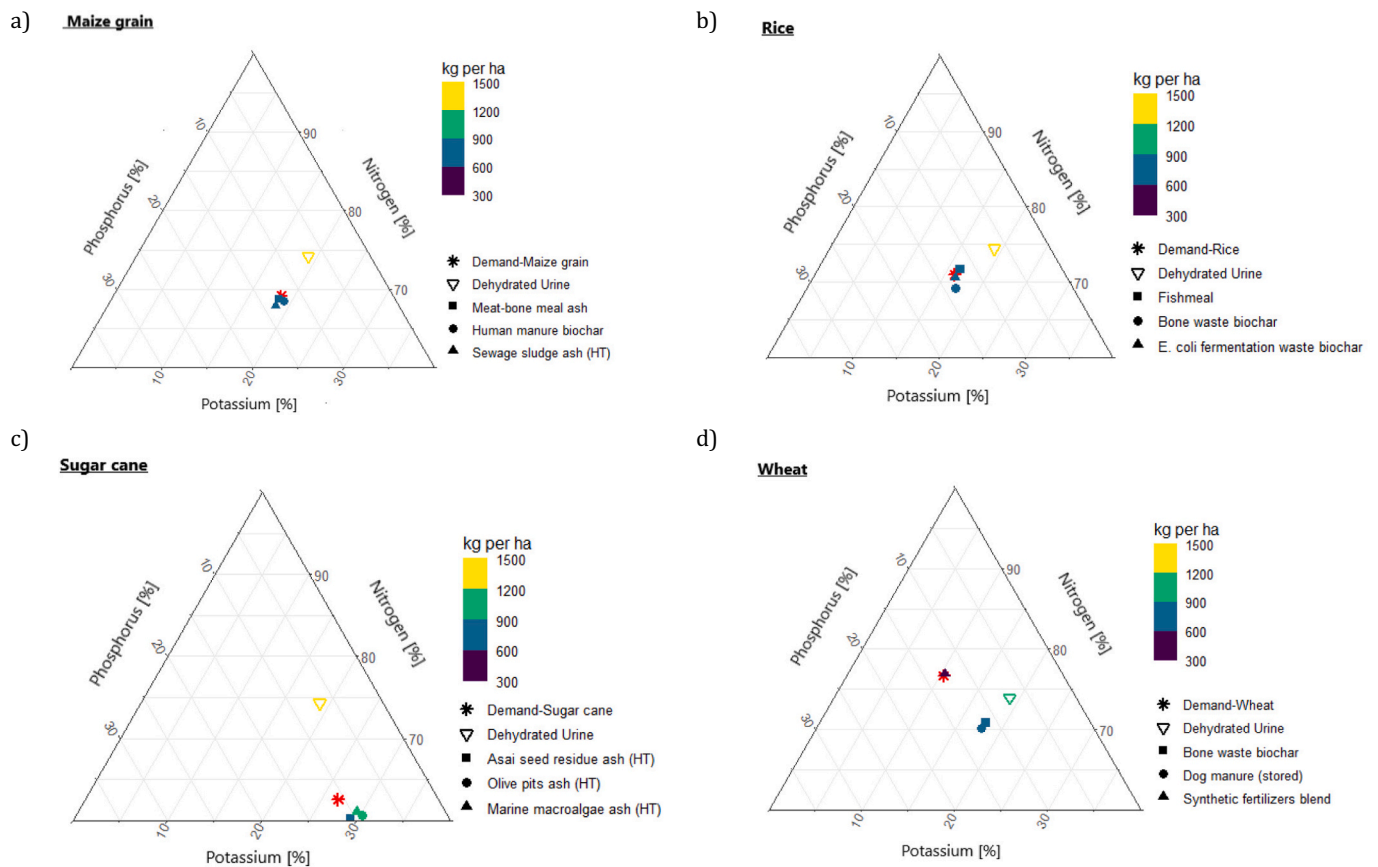 a)
Maize grain
10
20
30
Phosphorus [%]
90
80
70
Nitrogen [%]
10
20
30
Potassium [%]
kg per ha
1500
1200
900
600
300
Demand-Maize grain
Dehydrated Urine
Meat-bone meal ash
Human manure biochar
Sewage sludge ash (HT)
b)
Rice
10
20
30
Phosphorus [%]
90
80
70
Nitrogen [%]
10
20
30
Potassium [%]
kg per ha
1500
1200
900
600
300
Demand-Rice
Dehydrated Urine
Fishmeal
Bone waste biochar
E. coli fermentation waste biochar
c)
Sugar cane
10
20
30
Phosphorus [%]
90
80
70
Nitrogen [%]
10
20
30
Potassium [%]
kg per ha
1500
1200
900
600
300
Demand-Sugar cane
Dehydrated Urine
Asai seed residue ash (HT)
Olive pits ash (HT)
Marine macroalgae ash (HT)
d)
Wheat
10
20
30
Phosphorus [%]
90
80
70
Nitrogen [%]
10
20
30
Potassium [%]
kg per ha
1500
1200
900
600
300
Demand-Wheat
Dehydrated Urine
Bone waste biochar
Dog manure (stored)
Synthetic fertilizers blend